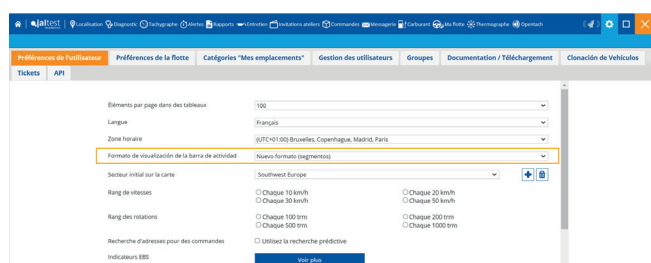 jaltest Localisation Diagnostic Tachygraphe Alertes Rapports Entretien Invitations ateliers Commandes Messagerie Carburant Ma flotte Thermographe Opentach
Préférences de l'utilisateur Préférences de la flotte Catégories "Mes emplacements" Gestion des utilisateurs Groupes Documentation / Téléchargement Clonación de Vehículos
Tickets API
Éléments par page dans des tableaux 100
Langue Français
Zone horaire (UTC+01:00) Bruxelles, Copenhague, Madrid, Paris
Formato de visualización de la barra de actividad Nuevo formato (segmentos)
Secteur initial sur la carte Southwest Europe
Rang de vitesses Chaque 10 km/h Chaque 20 km/h
Chaque 30 km/h Chaque 50 km/h
Rang des rotations Chaque 100 trm Chaque 200 trm
Chaque 500 trm Chaque 1000 trm
Recherche d'adresses pour des commandes Utilisez la recherche prédictive
Indicateurs EBS Voir plus